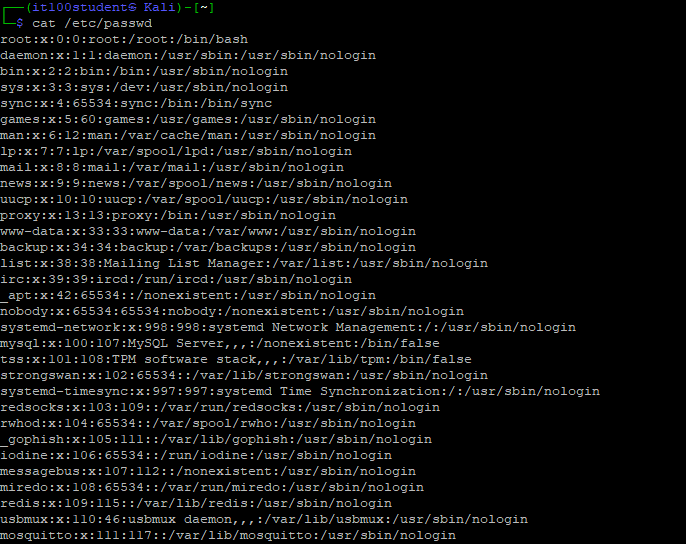 ┌──(it100student㉿ Kali)-[~]
└─$ cat /etc/passwd
root:x:0:0:root:/root:/bin/bash
daemon:x:1:1:daemon:/usr/sbin:/usr/sbin/nologin
bin:x:2:2:bin:/bin:/usr/sbin/nologin
sys:x:3:3:sys:/dev:/usr/sbin/nologin
sync:x:4:65534:sync:/bin:/bin/sync
games:x:5:60:games:/usr/games:/usr/sbin/nologin
man:x:6:12:man:/var/cache/man:/usr/sbin/nologin
lp:x:7:7:lp:/var/spool/lpd:/usr/sbin/nologin
mail:x:8:8:mail:/var/mail:/usr/sbin/nologin
news:x:9:9:news:/var/spool/news:/usr/sbin/nologin
uucp:x:10:10:uucp:/var/spool/uucp:/usr/sbin/nologin
proxy:x:13:13:proxy:/bin:/usr/sbin/nologin
www-data:x:33:33:www-data:/var/www:/usr/sbin/nologin
backup:x:34:34:backup:/var/backups:/usr/sbin/nologin
list:x:38:38:Mailing List Manager:/var/list:/usr/sbin/nologin
irc:x:39:39:ircd:/run/ircd:/usr/sbin/nologin
_apt:x:42:65534::/nonexistent:/usr/sbin/nologin
nobody:x:65534:65534:nobody:/nonexistent:/usr/sbin/nologin
systemd-network:x:998:998:systemd Network Management:/:/usr/sbin/nologin
mysql:x:100:107:MySQL Server,,,:/nonexistent:/bin/false
tss:x:101:108:TPM software stack,,,:/var/lib/tpm:/bin/false
strongswan:x:102:65534::/var/lib/strongswan:/usr/sbin/nologin
systemd-timesync:x:997:997:systemd Time Synchronization:/:/usr/sbin/nologin
redsocks:x:103:109::/var/run/redsocks:/usr/sbin/nologin
rwhod:x:104:65534::/var/spool/rwho:/usr/sbin/nologin
_gophish:x:105:111::/var/lib/gophish:/usr/sbin/nologin
iodine:x:106:65534::/run/iodine:/usr/sbin/nologin
messagebus:x:107:112::/nonexistent:/usr/sbin/nologin
miredo:x:108:65534::/var/run/miredo:/usr/sbin/nologin
redis:x:109:115::/var/lib/redis:/usr/sbin/nologin
usbmux:x:110:46:usbmux daemon,,,:/var/lib/usbmux:/usr/sbin/nologin
mosquitto:x:111:117::/var/lib/mosquitto:/usr/sbin/nologin